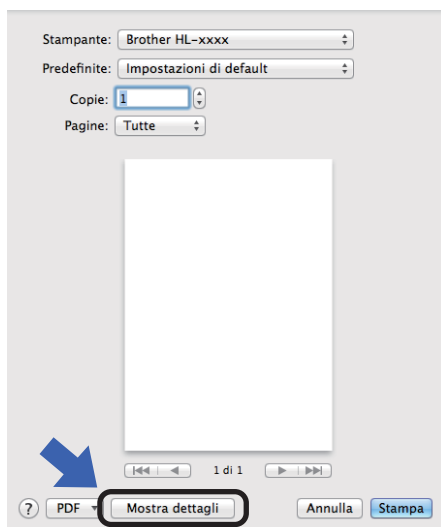 Stampante: Brother HL-xxxx
Predefinite: Impostazioni di default
Copie: 1
Pagine: Tutte
1 di 1
? PDF Mostra dettagli Annulla Stampa